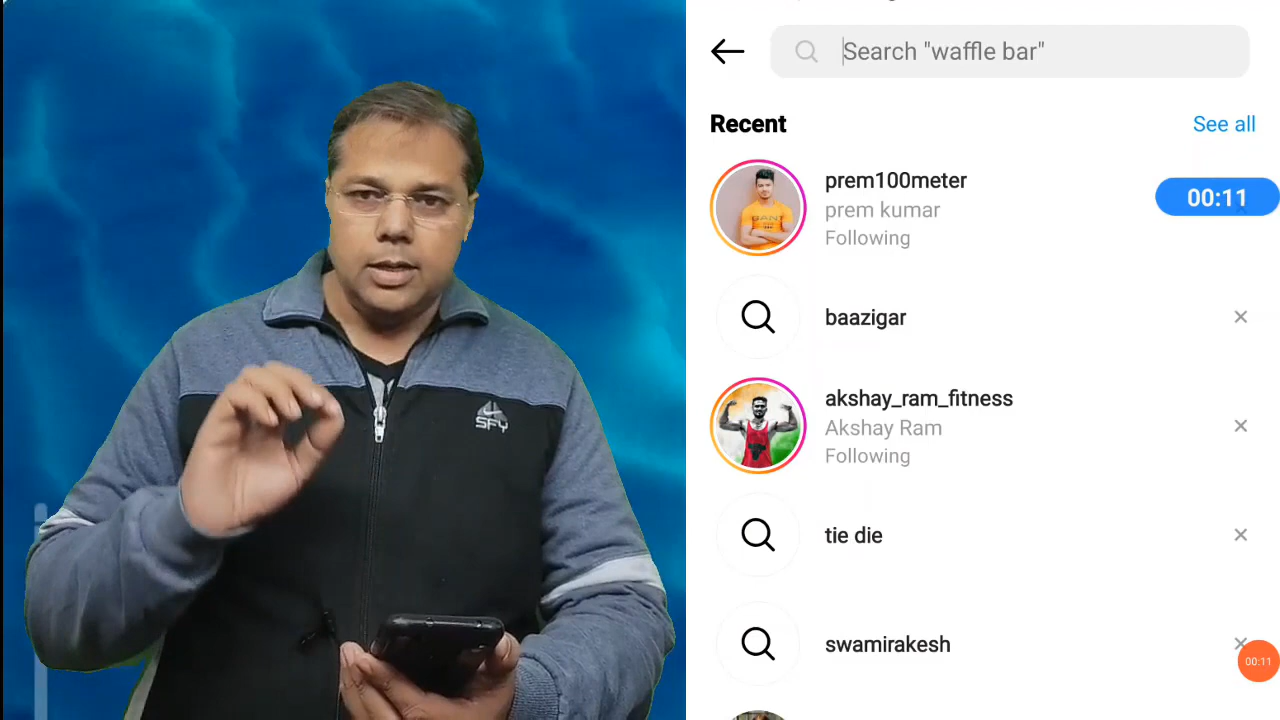 Search "waffle bar"
Recent
See all
prem100meter
prem kumar
Following
00:11
baazigar
akshay_ram_fitness
Akshay Ram
Following
tie die
swamirakesh
00:11
SFY